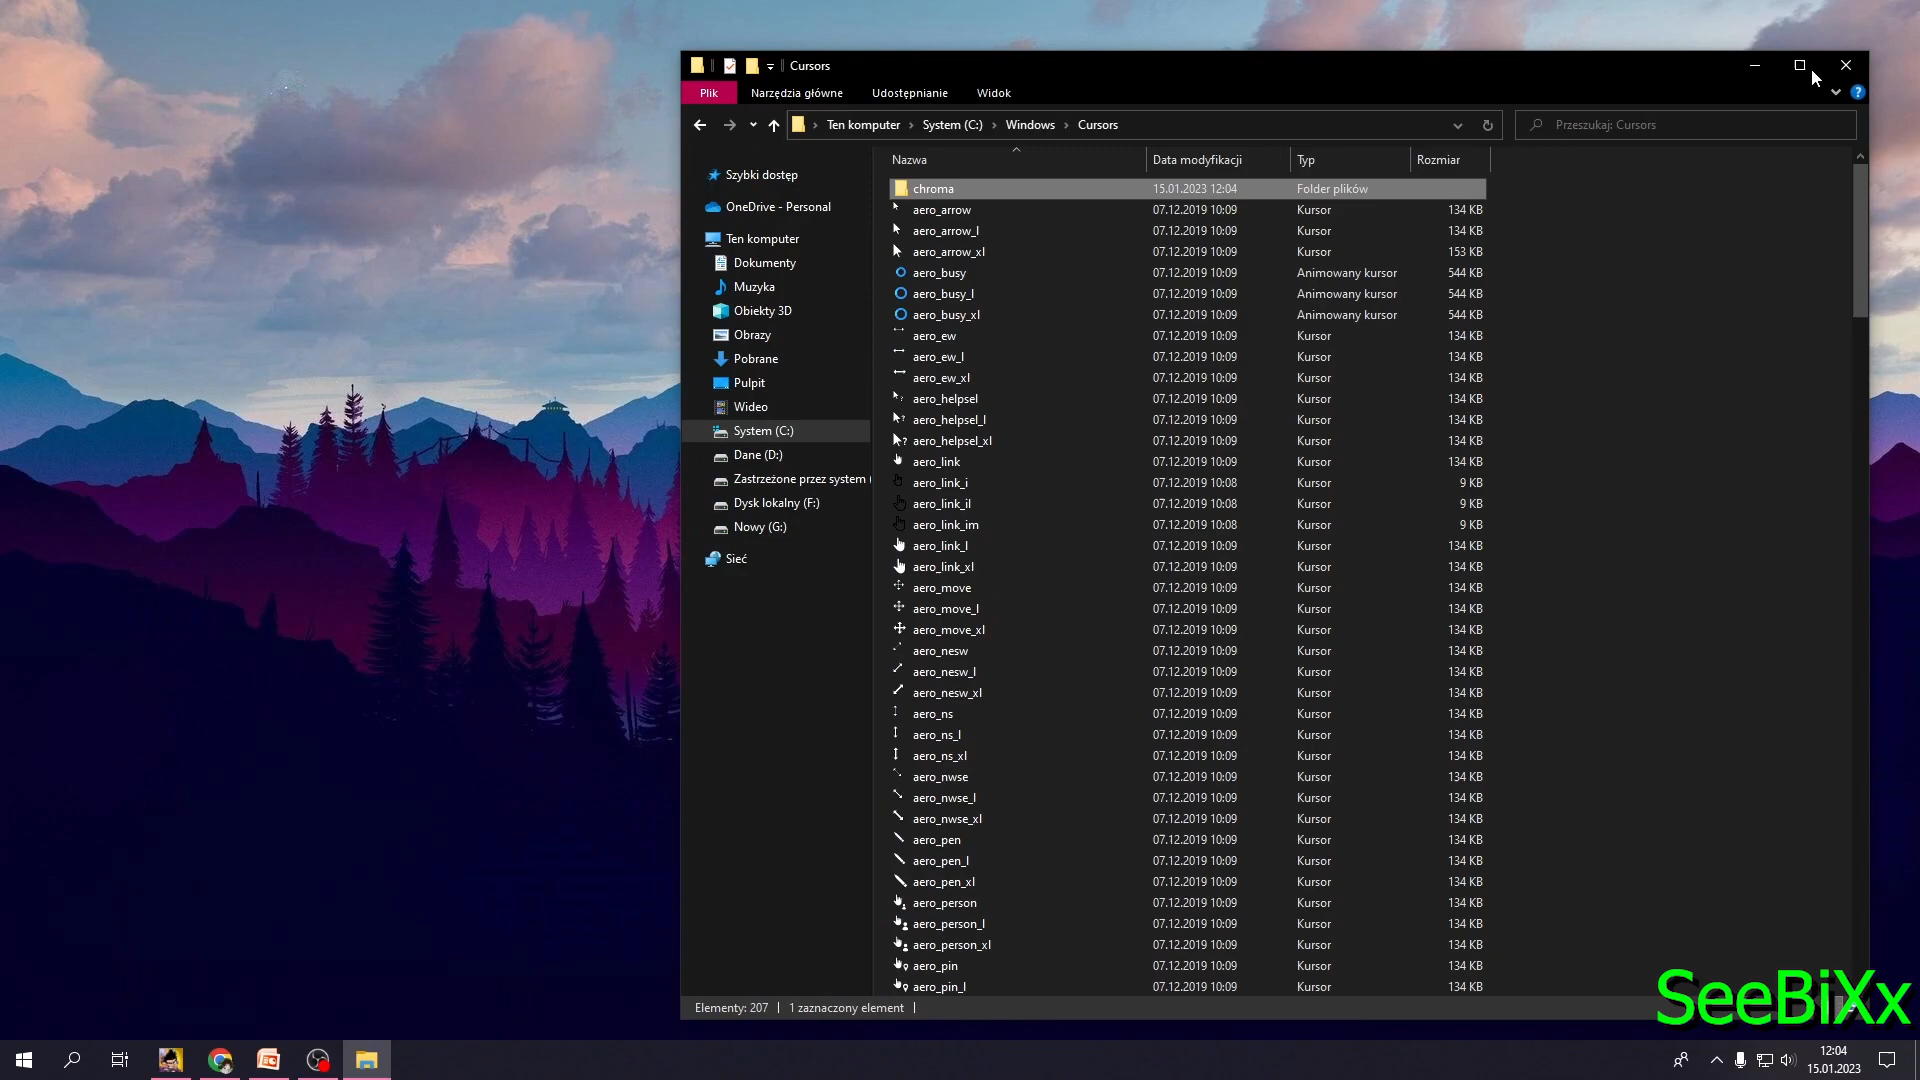 Cursors
Plik Narzędzia główne Udostępnianie Widok
Ten komputer System (C:) Windows Cursors Przeszukaj: Cursors
Szybki dostęp
OneDrive - Personal
Ten komputer
Dokumenty
Muzyka
Obiekty 3D
Obrazy
Pobrane
Pulpit
Wideo
System (C:)
Dane (D:)
Zastrzeżone przez system (
Dysk lokalny (F:)
Nowy (G:)
Sieć
Nazwa Data modyfikacji Typ Rozmiar
chroma 15.01.2023 12:04 Folder plików
aero_arrow 07.12.2019 10:09 Kursor 134 KB
aero_arrow_l 07.12.2019 10:09 Kursor 134 KB
aero_arrow_xl 07.12.2019 10:09 Kursor 153 KB
aero_busy 07.12.2019 10:09 Animowany kursor 544 KB
aero_busy_l 07.12.2019 10:09 Animowany kursor 544 KB
aero_busy_xl 07.12.2019 10:09 Animowany kursor 544 KB
aero_ew 07.12.2019 10:09 Kursor 134 KB
aero_ew_l 07.12.2019 10:09 Kursor 134 KB
aero_ew_xl 07.12.2019 10:09 Kursor 134 KB
aero_helpsel 07.12.2019 10:09 Kursor 134 KB
aero_helpsel_l 07.12.2019 10:09 Kursor 134 KB
aero_helpsel_xl 07.12.2019 10:09 Kursor 134 KB
aero_link 07.12.2019 10:09 Kursor 134 KB
aero_link_i 07.12.2019 10:08 Kursor 9 KB
aero_link_il 07.12.2019 10:08 Kursor 9 KB
aero_link_im 07.12.2019 10:08 Kursor 9 KB
aero_link_l 07.12.2019 10:09 Kursor 134 KB
aero_link_xl 07.12.2019 10:09 Kursor 134 KB
aero_move 07.12.2019 10:09 Kursor 134 KB
aero_move_l 07.12.2019 10:09 Kursor 134 KB
aero_move_xl 07.12.2019 10:09 Kursor 134 KB
aero_nesw 07.12.2019 10:09 Kursor 134 KB
aero_nesw_l 07.12.2019 10:09 Kursor 134 KB
aero_nesw_xl 07.12.2019 10:09 Kursor 134 KB
aero_ns 07.12.2019 10:09 Kursor 134 KB
aero_ns_l 07.12.2019 10:09 Kursor 134 KB
aero_ns_xl 07.12.2019 10:09 Kursor 134 KB
aero_nwse 07.12.2019 10:09 Kursor 134 KB
aero_nwse_l 07.12.2019 10:09 Kursor 134 KB
aero_nwse_xl 07.12.2019 10:09 Kursor 134 KB
aero_pen 07.12.2019 10:09 Kursor 134 KB
aero_pen_l 07.12.2019 10:09 Kursor 134 KB
aero_pen_xl 07.12.2019 10:09 Kursor 134 KB
aero_person 07.12.2019 10:09 Kursor 134 KB
aero_person_l 07.12.2019 10:09 Kursor 134 KB
aero_person_xl 07.12.2019 10:09 Kursor 134 KB
aero_pin 07.12.2019 10:09 Kursor 134 KB
aero_pin_l 07.12.2019 10:09 Kursor 134 KB
Elementy: 207 1 zaznaczony element
SeeBiXx
12:04
15.01.2023